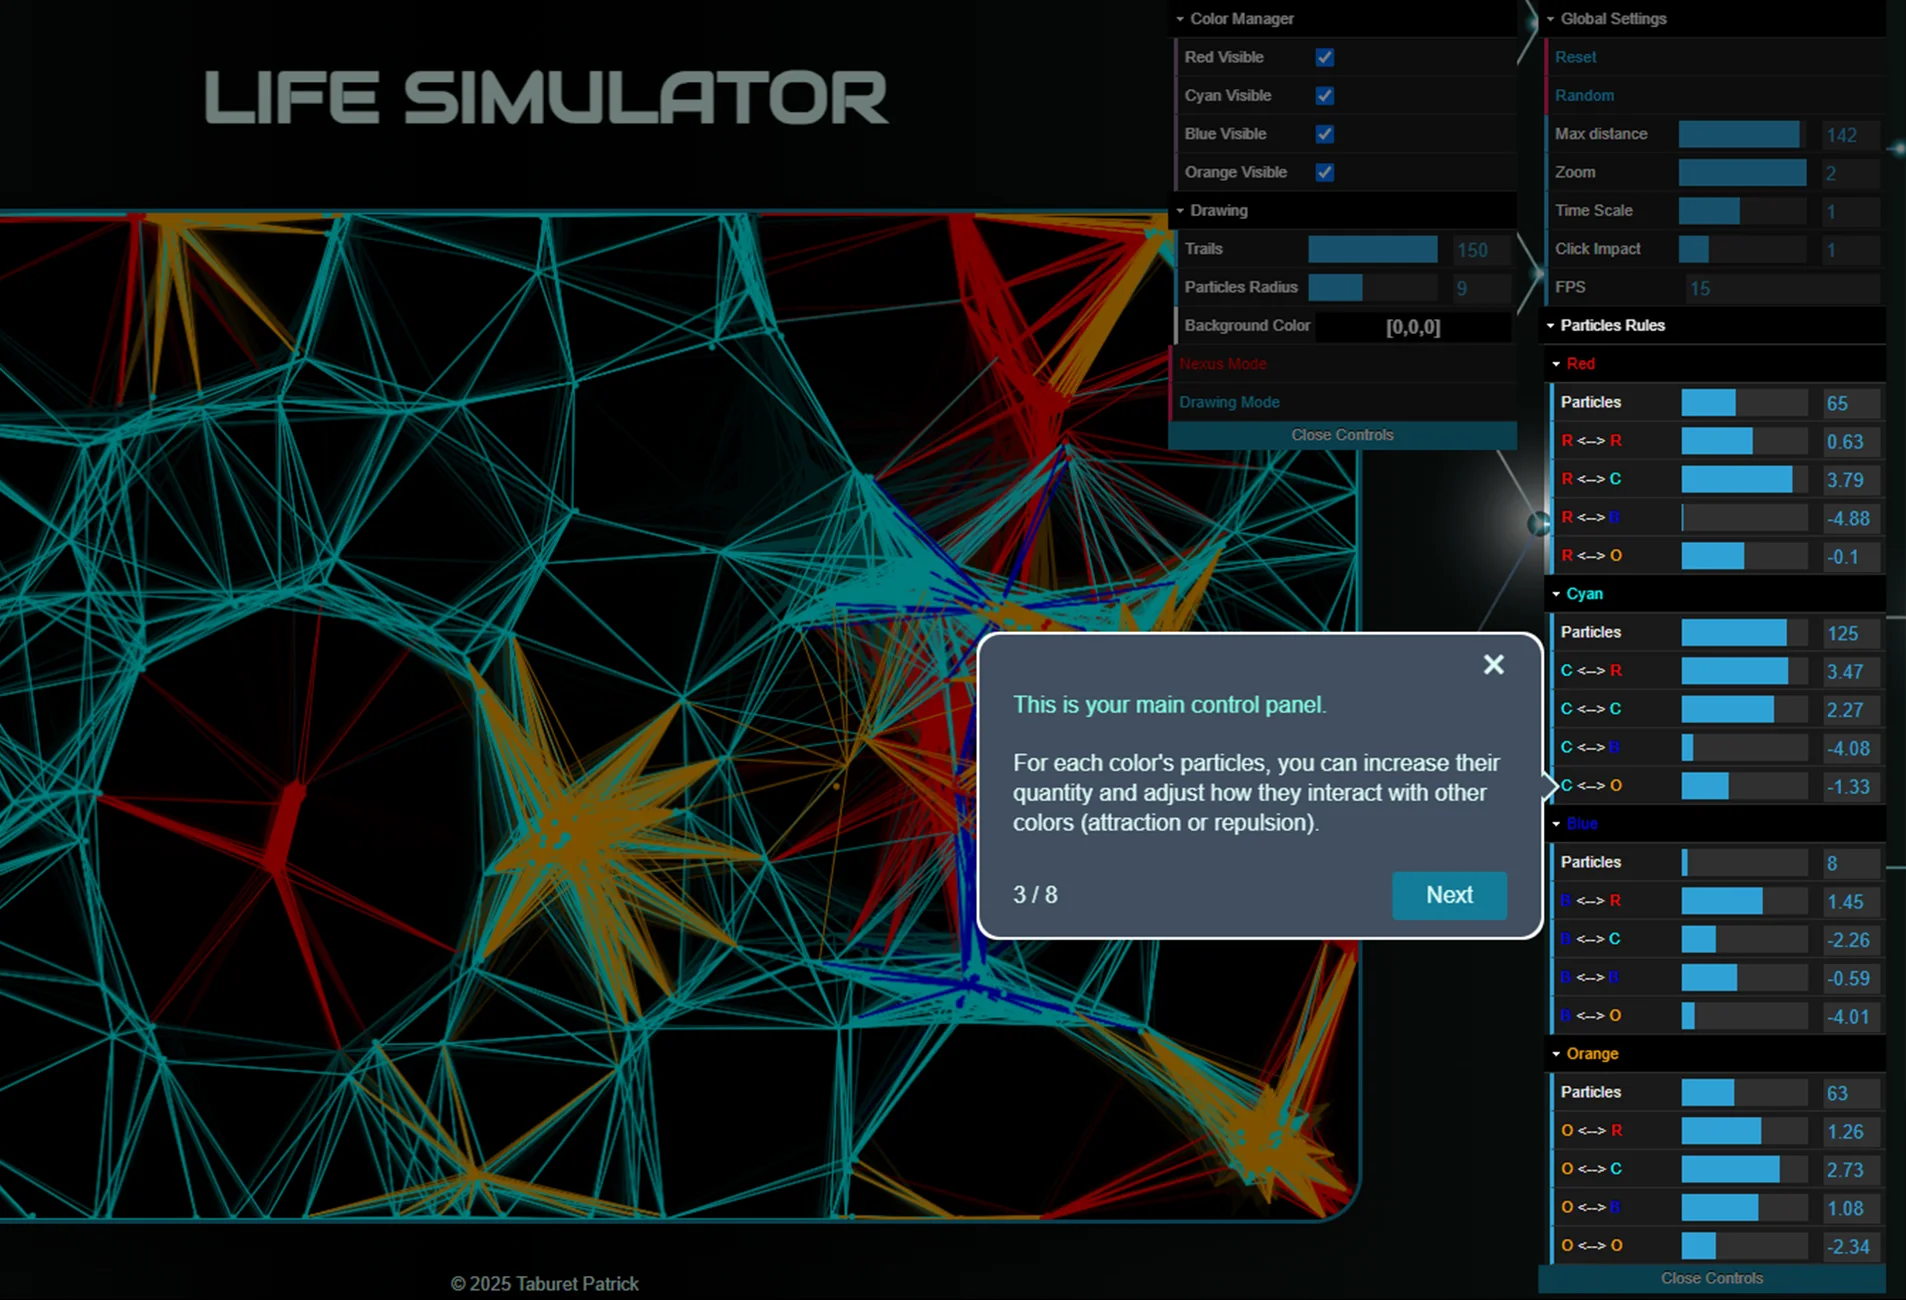 LIFE SIMULATOR
Color Manager
Red Visible
Cyan Visible
Blue Visible
Orange Visible
Drawing
Trails 150
Particles Radius 9
Background Color [0,0,0]
Nexus Mode
Drawing Mode
Close Controls
Global Settings
Reset
Random
Max distance 142
Zoom 2
Time Scale 1
Click Impact 1
FPS 15
Particles Rules
Red
Particles 65
R <--> R 0.63
R <--> C 3.79
R <--> B -4.88
R <--> O -0.1
Cyan
Particles 125
C <--> R 3.47
C <--> C 2.27
C <--> B -4.08
C <--> O -1.33
Blue
Particles 8
B <--> R 1.45
B <--> C -2.26
B <--> B -0.59
B <--> O -4.01
Orange
Particles 63
O <--> R 1.26
O <--> C 2.73
O <--> B 1.08
O <--> O -2.34
Close Controls
This is your main control panel.
For each color's particles, you can increase their
quantity and adjust how they interact with other
colors (attraction or repulsion).
3 / 8
Next
© 2025 Taburet Patrick